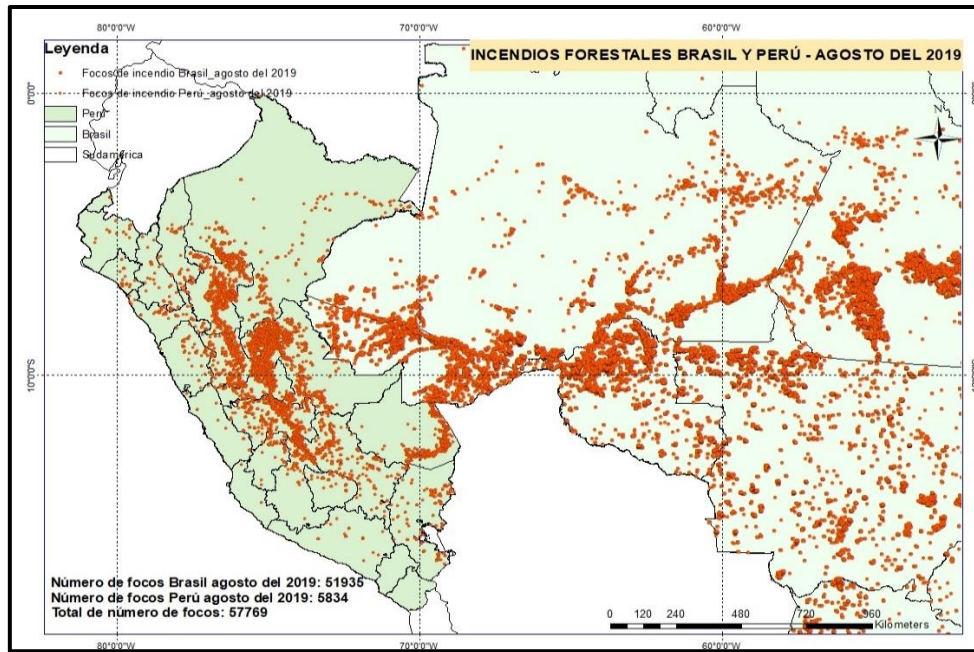 80°0'0"W 70°0'0"W 60°0'0"W
Leyenda
INCENDIOS FORESTALES BRASIL Y PERÚ - AGOSTO DEL 2019
Focos de incendio Brasil_agosto del 2019
Focos de incendio Perú_agosto del 2019
0°0'0"
Perú
Brasil
Sudamérica
N
10°0'0"S
Número de focos Brasil agosto del 2019: 51935
Número de focos Perú agosto del 2019: 5834
Total de número de focos: 57769
0 120 240 480 720 960
Kilometers
80°0'0"W 70°0'0"W 60°0'0"W